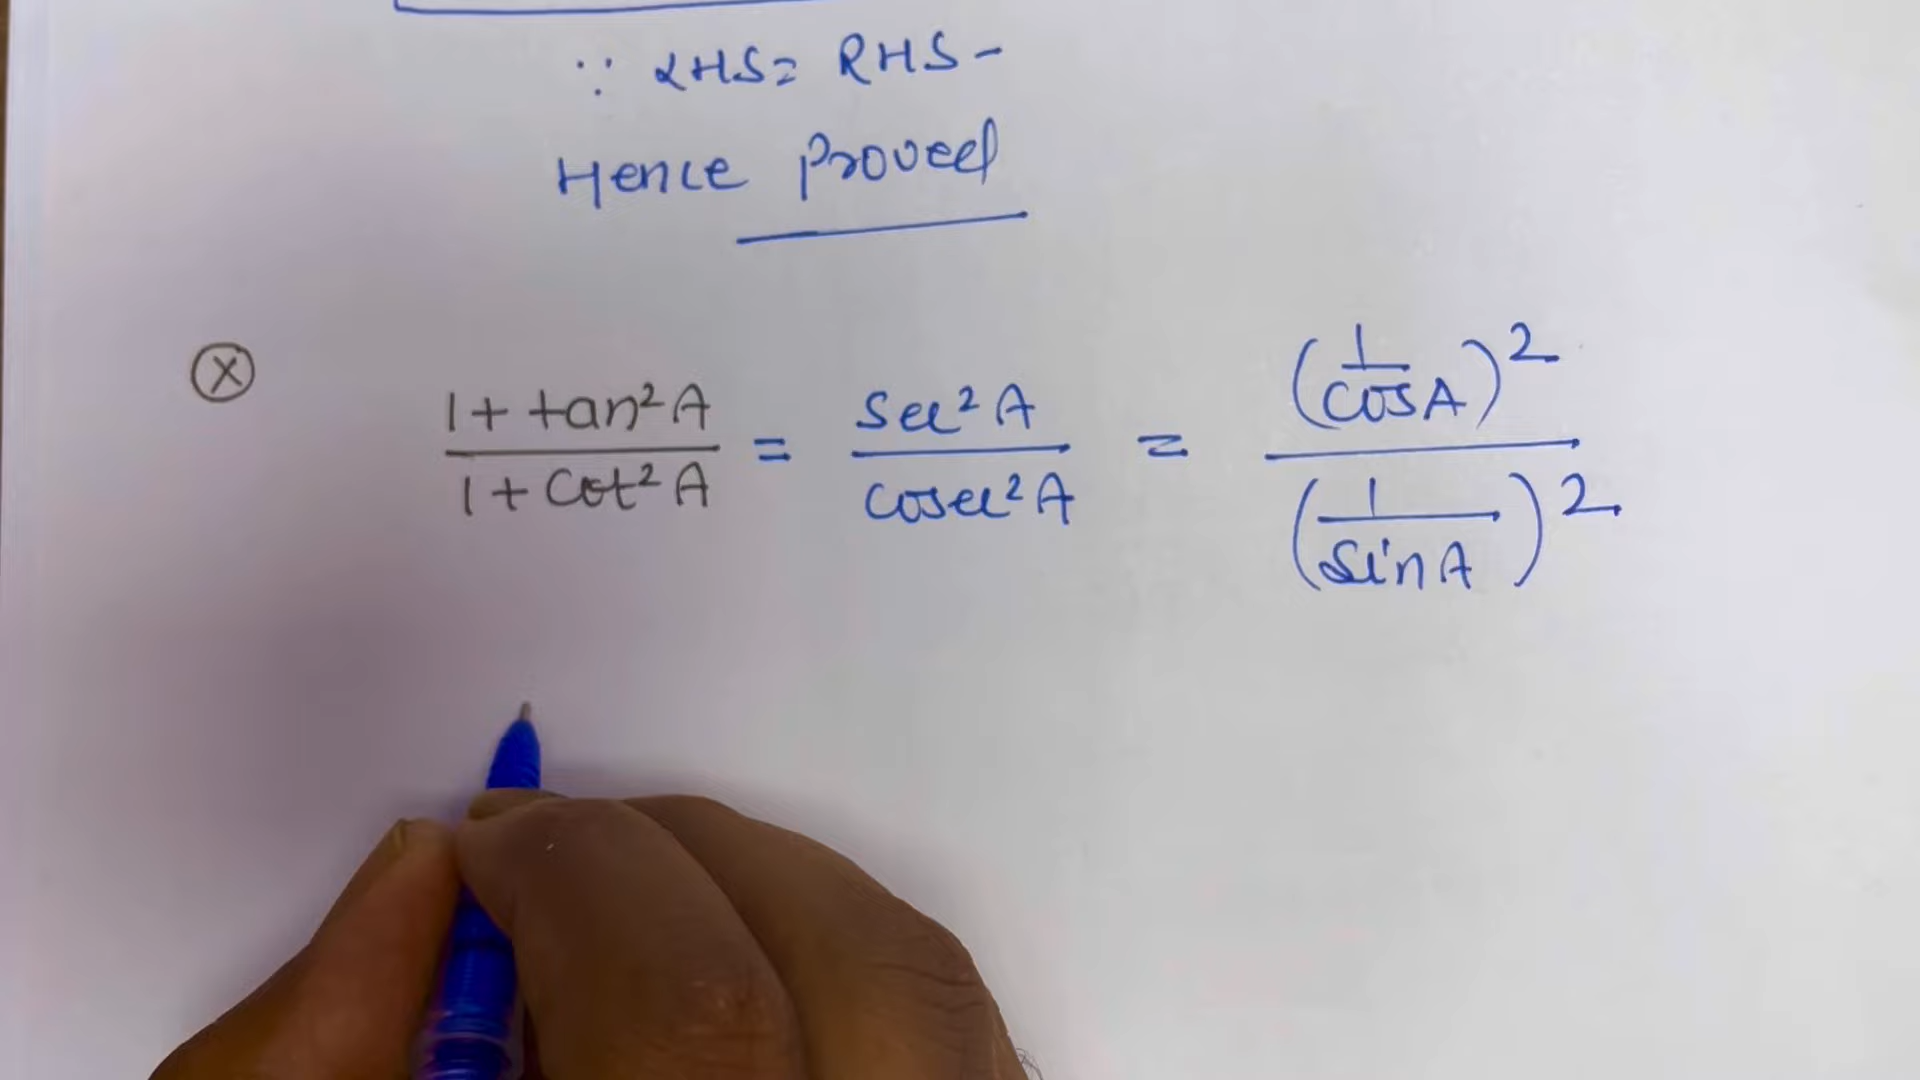 ∵ LHS = RHS -
Hence Proved
(x) (1 + tan²A)/(1 + Cot²A) = Sec²A/Cosec²A = (1/CosA)²/(1/SinA)²